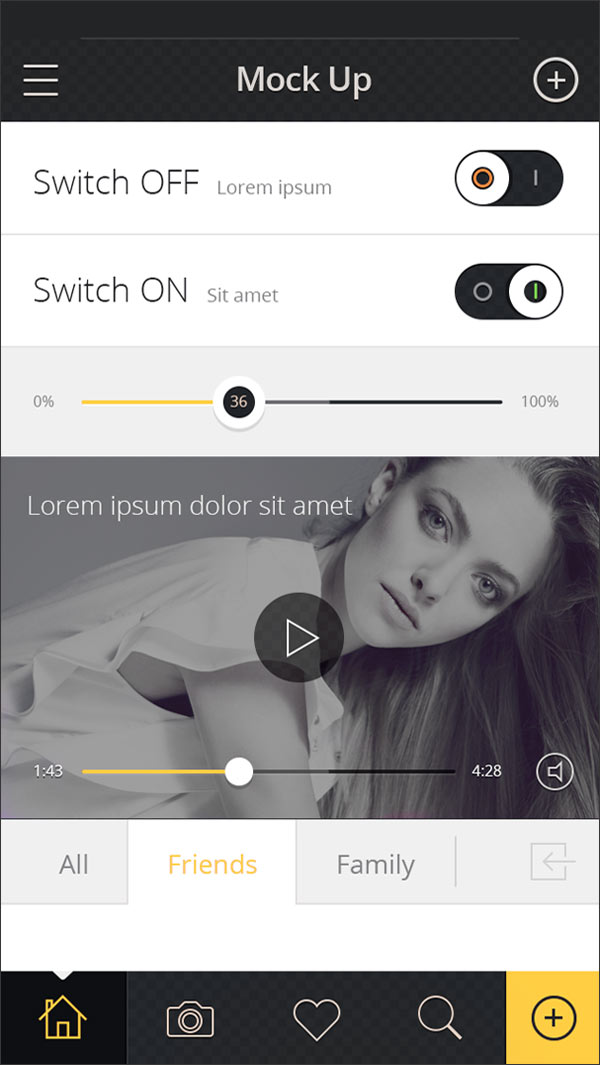 Mock Up
Switch OFF Lorem ipsum
Switch ON Sit amet
0% 36 100%
Lorem ipsum dolor sit amet
1:43 4:28
All Friends Family